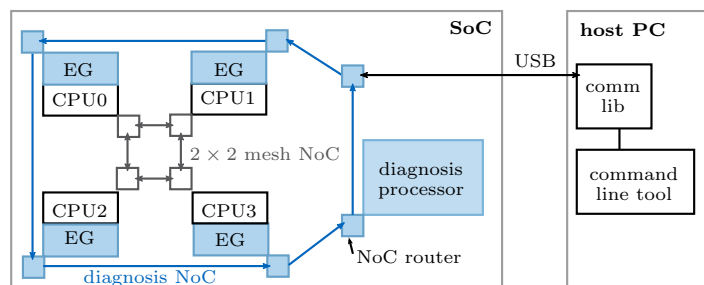 SoC
host PC
EG
EG
USB
CPU0
CPU1
comm
lib
2 × 2 mesh NoC
diagnosis
processor
command
line tool
CPU2
CPU3
EG
EG
NoC router
diagnosis NoC